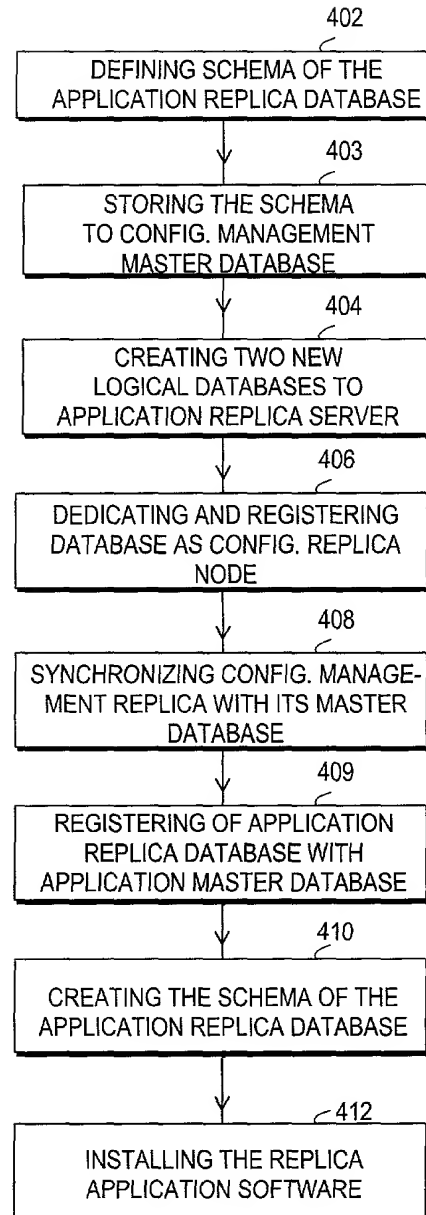 402
DEFINING SCHEMA OF THE
APPLICATION REPLICA DATABASE
403
STORING THE SCHEMA
TO CONFIG. MANAGEMENT
MASTER DATABASE
404
CREATING TWO NEW
LOGICAL DATABASES TO
APPLICATION REPLICA SERVER
406
DEDICATING AND REGISTERING
DATABASE AS CONFIG. REPLICA
NODE
408
SYNCHRONIZING CONFIG. MANAGE-
MENT REPLICA WITH ITS MASTER
DATABASE
409
REGISTERING OF APPLICATION
REPLICA DATABASE WITH
APPLICATION MASTER DATABASE
410
CREATING THE SCHEMA OF THE
APPLICATION REPLICA DATABASE
412
INSTALLING THE REPLICA
APPLICATION SOFTWARE